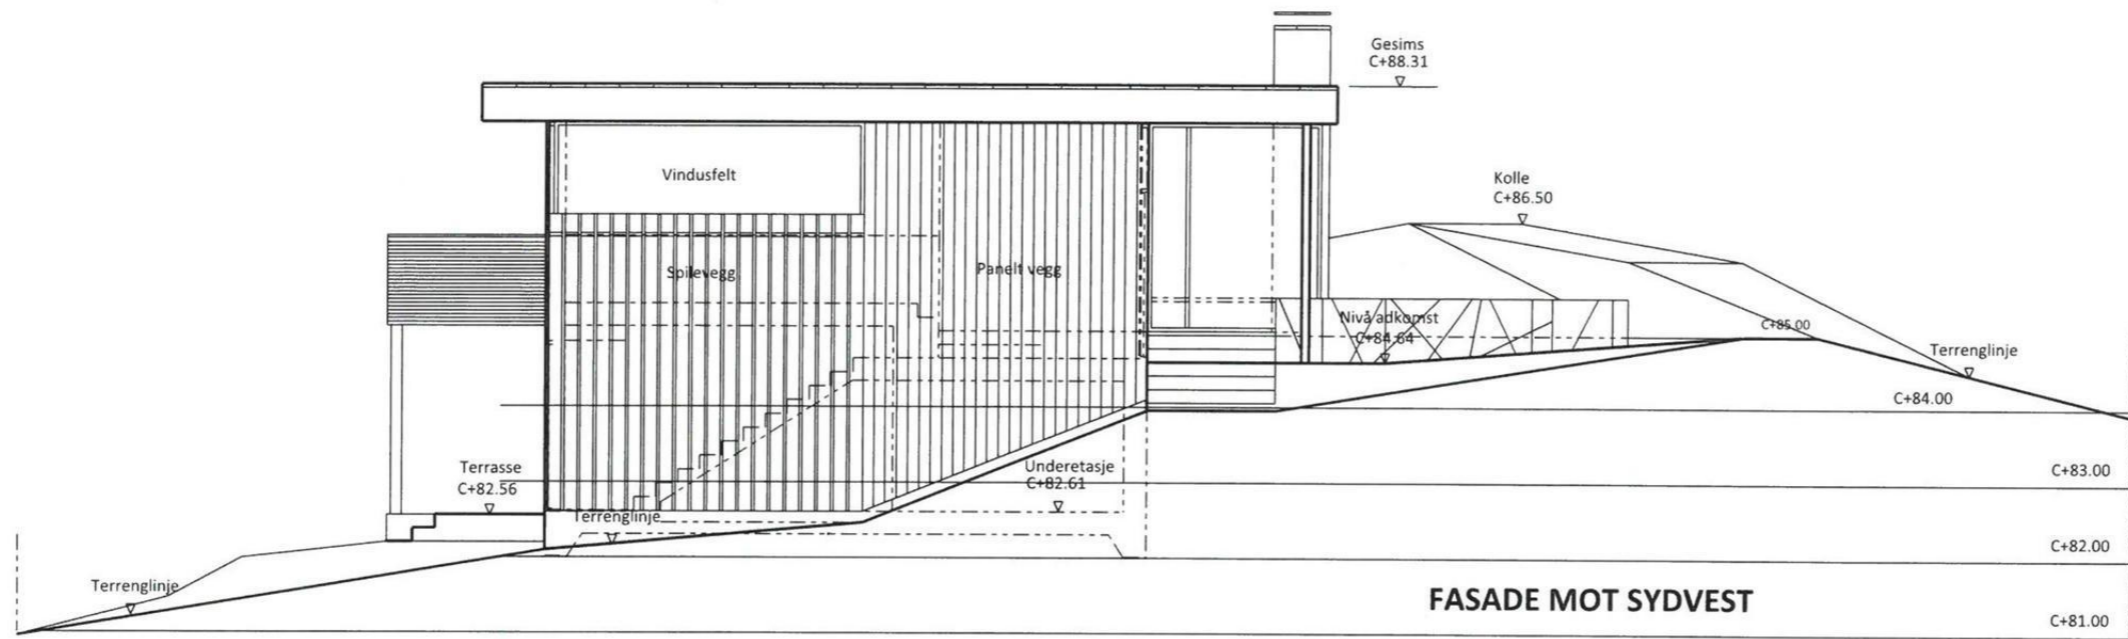 Gesims
C+88.31
Vindusfelt
Kolle
C+86.50
Spilevegg
Panelt vegg
Nivå adkomst
C+84.64
C+85.00
Terrenglinje
C+84.00
Terrasse
C+82.56
Underetasje
C+82.61
C+83.00
Terrenglinje
C+82.00
Terrenglinje
FASADE MOT SYDVEST
C+81.00